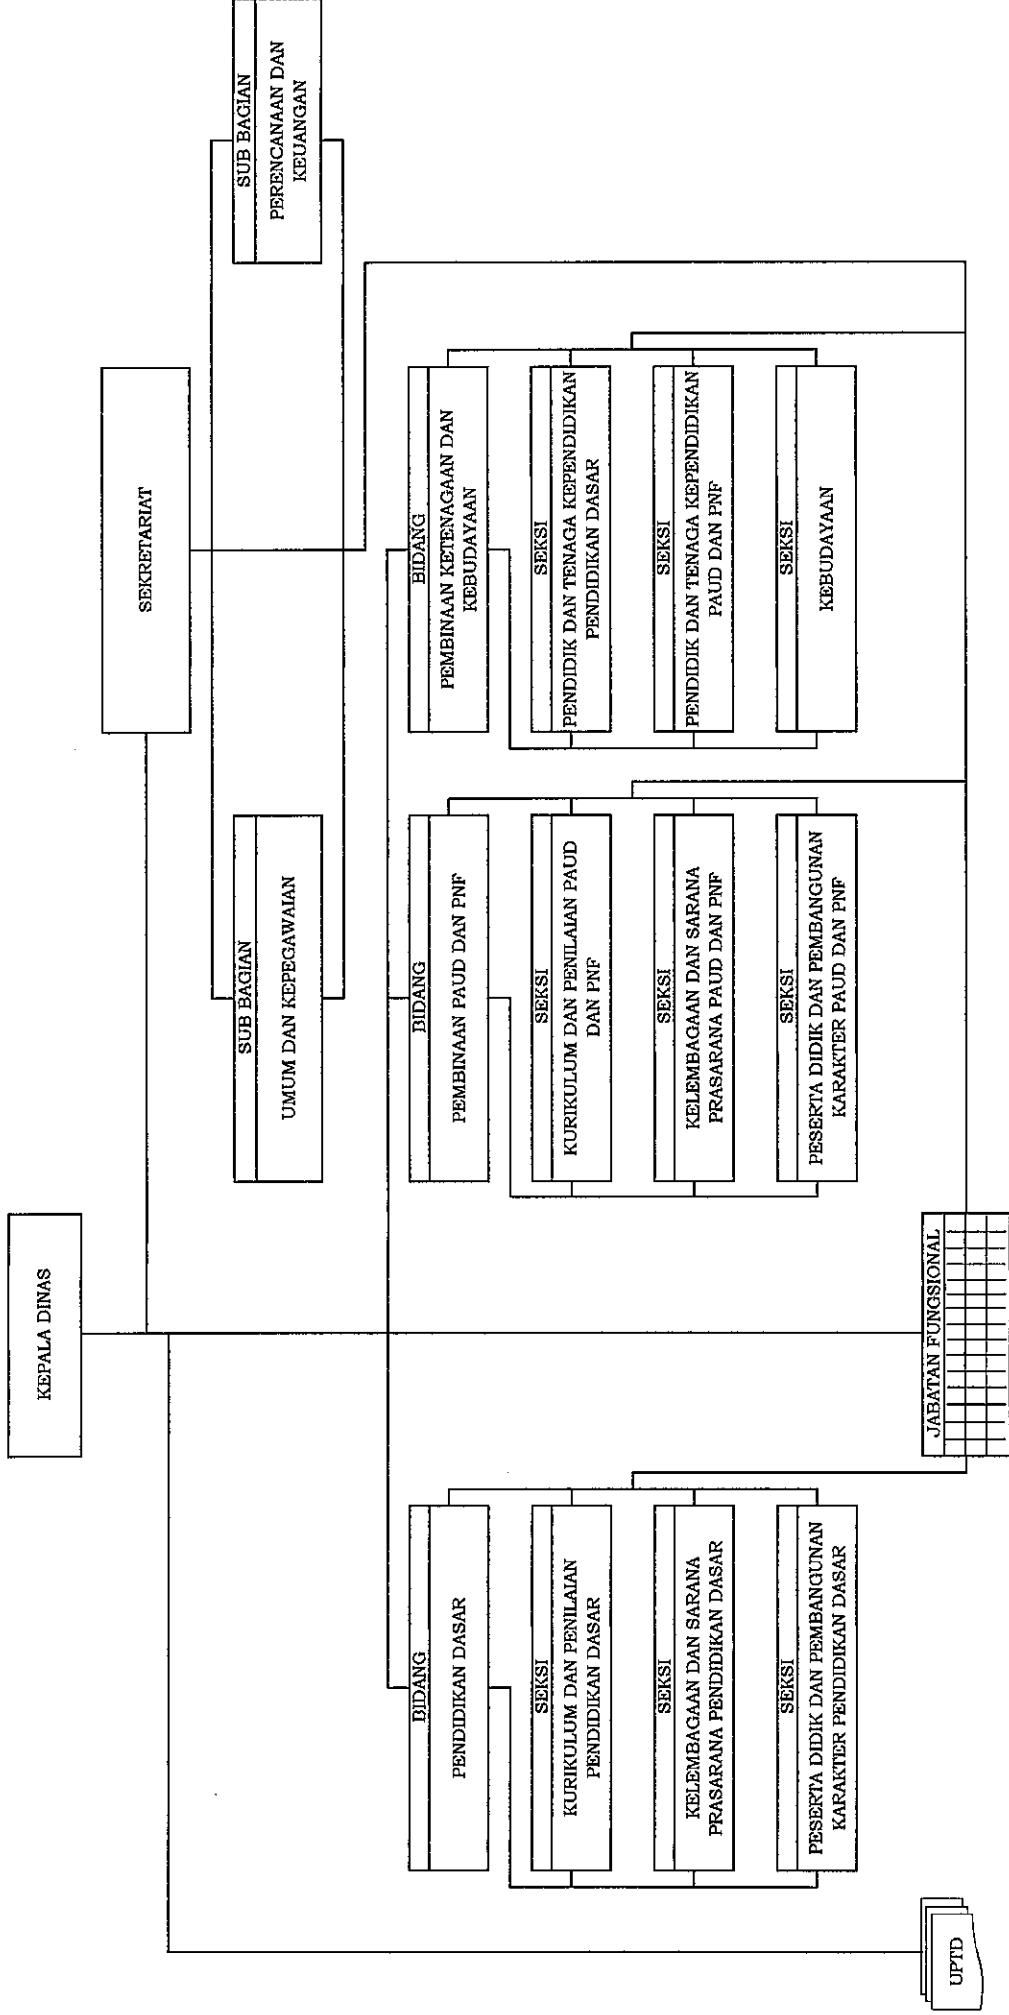 KEPALA DINAS
SEKRETARIAT
SUB BAGIAN
UMUM DAN KEPEGAWAIAN
SUB BAGIAN
PERENCANAAN DAN
KEUANGAN
BIDANG
PENDIDIKAN DASAR
SEKSI
KURIKULUM DAN PENILAIAN
PENDIDIKAN DASAR
SEKSI
KELEMBAGAAN DAN SARANA
PRASARANA PENDIDIKAN DASAR
SEKSI
PESERTA DIDIK DAN PEMBANGUNAN
KARAKTER PENDIDIKAN DASAR
BIDANG
PEMBINAAN PAUD DAN PNF
SEKSI
KURIKULUM DAN PENILAIAN PAUD
DAN PNF
SEKSI
KELEMBAGAAN DAN SARANA
PRASARANA PAUD DAN PNF
SEKSI
PESERTA DIDIK DAN PEMBANGUNAN
KARAKTER PAUD DAN PNF
BIDANG
PEMBINAAN KETENAGAAN DAN
KEBUDAYAAN
SEKSI
PENDIDIK DAN TENAGA KEPENDIDIKAN
PENDIDIKAN DASAR
SEKSI
PENDIDIK DAN TENAGA KEPENDIDIKAN
PAUD DAN PNF
SEKSI
KEBUDAYAAN
UPTD
JABATAN FUNGSIONAL